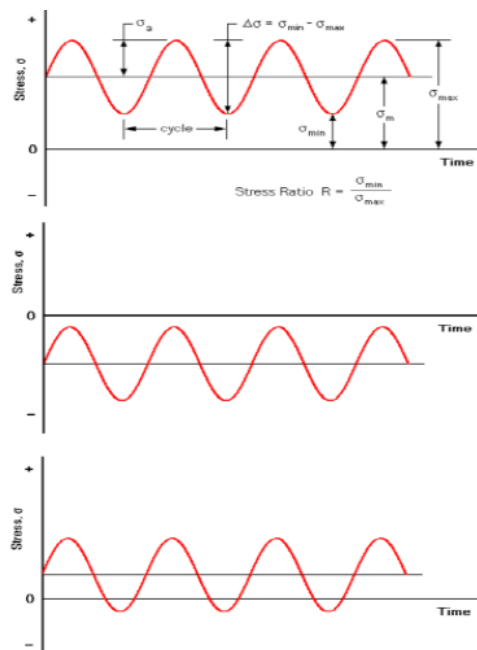 +
σa
Δσ = σmin - σmax
Stress, σ
σmax
cycle
σmin
σm
0
Time
–
Stress Ratio R = σmin / σmax
+
Stress, σ
0
Time
–
+
Stress, σ
0
Time
–